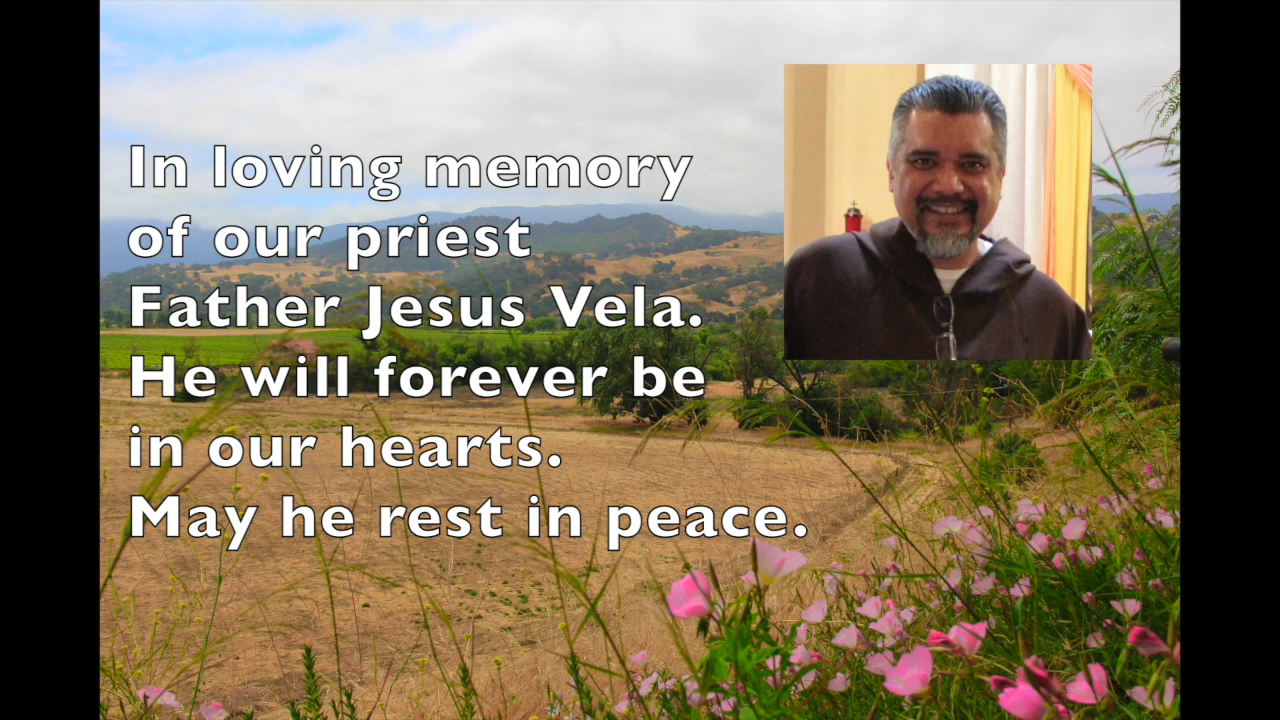 In loving memory
of our priest
Father Jesus Vela.
He will forever be
in our hearts.
May he rest in peace.